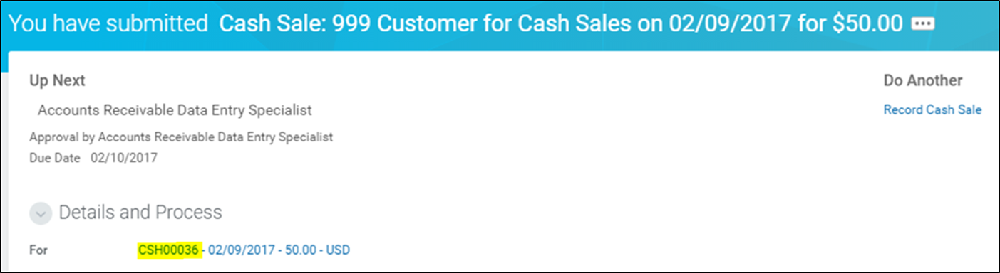 You have submitted Cash Sale: 999 Customer for Cash Sales on 02/09/2017 for $50.00
Up Next
Accounts Receivable Data Entry Specialist
Approval by Accounts Receivable Data Entry Specialist
Due Date 02/10/2017
Do Another
Record Cash Sale
Details and Process
For CSH00036 - 02/09/2017 - 50.00 - USD